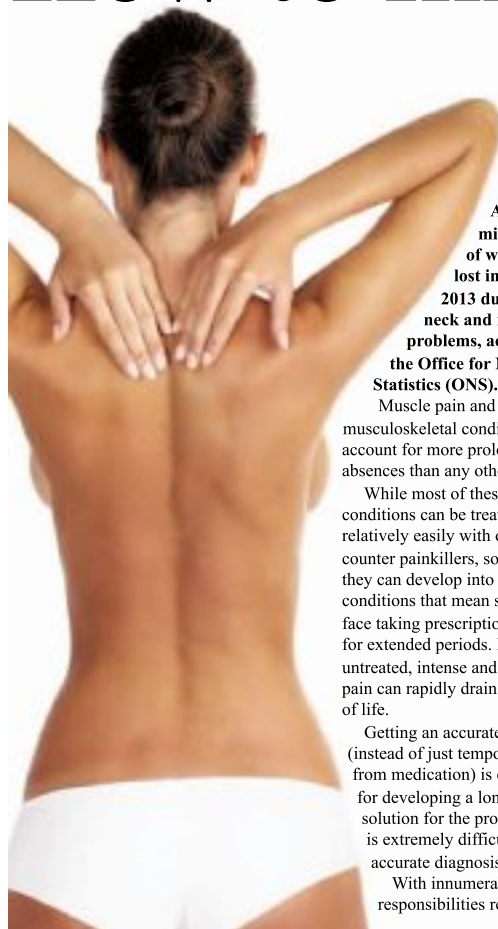 A
mi
of w
lost in
2013 du
neck and
problems, ac
the Office for
Statistics (ONS).
Muscle pain and
musculoskeletal condi
account for more prol
absences than any oth
While most of thes
conditions can be trea
relatively easily with
counter painkillers, so
they can develop into
conditions that mean s
face taking prescriptio
for extended periods.
untreated, intense and
pain can rapidly drain
of life.
Getting an accurate
(instead of just tempo
from medication) is
for developing a lon
solution for the pro
is extremely difficu
accurate diagnosis
With innumera
responsibilities re